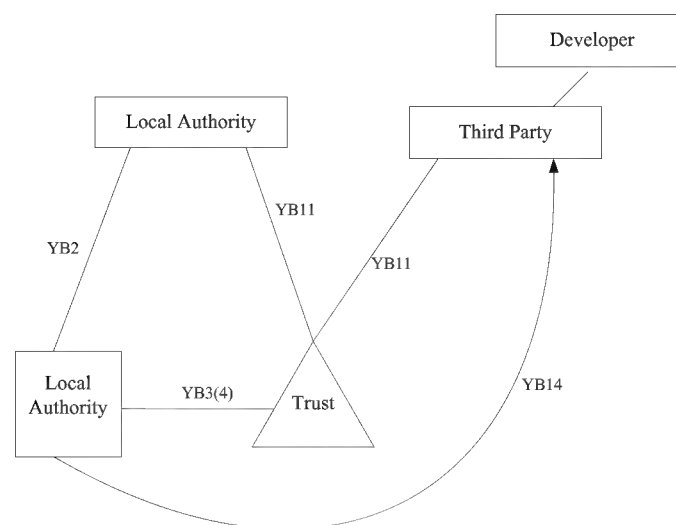 Developer
Local Authority
Third Party
YB11
YB2
YB11
Local
Authority
YB3(4)
Trust
YB14